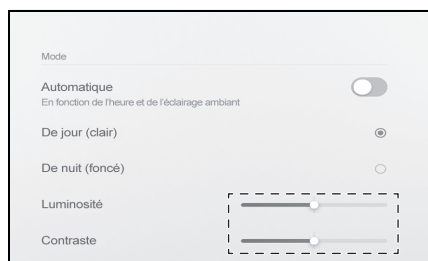 Mode
Automatique
En fonction de l'heure et de l'éclairage ambiant
De jour (clair)
De nuit (foncé)
Luminosité
Contraste